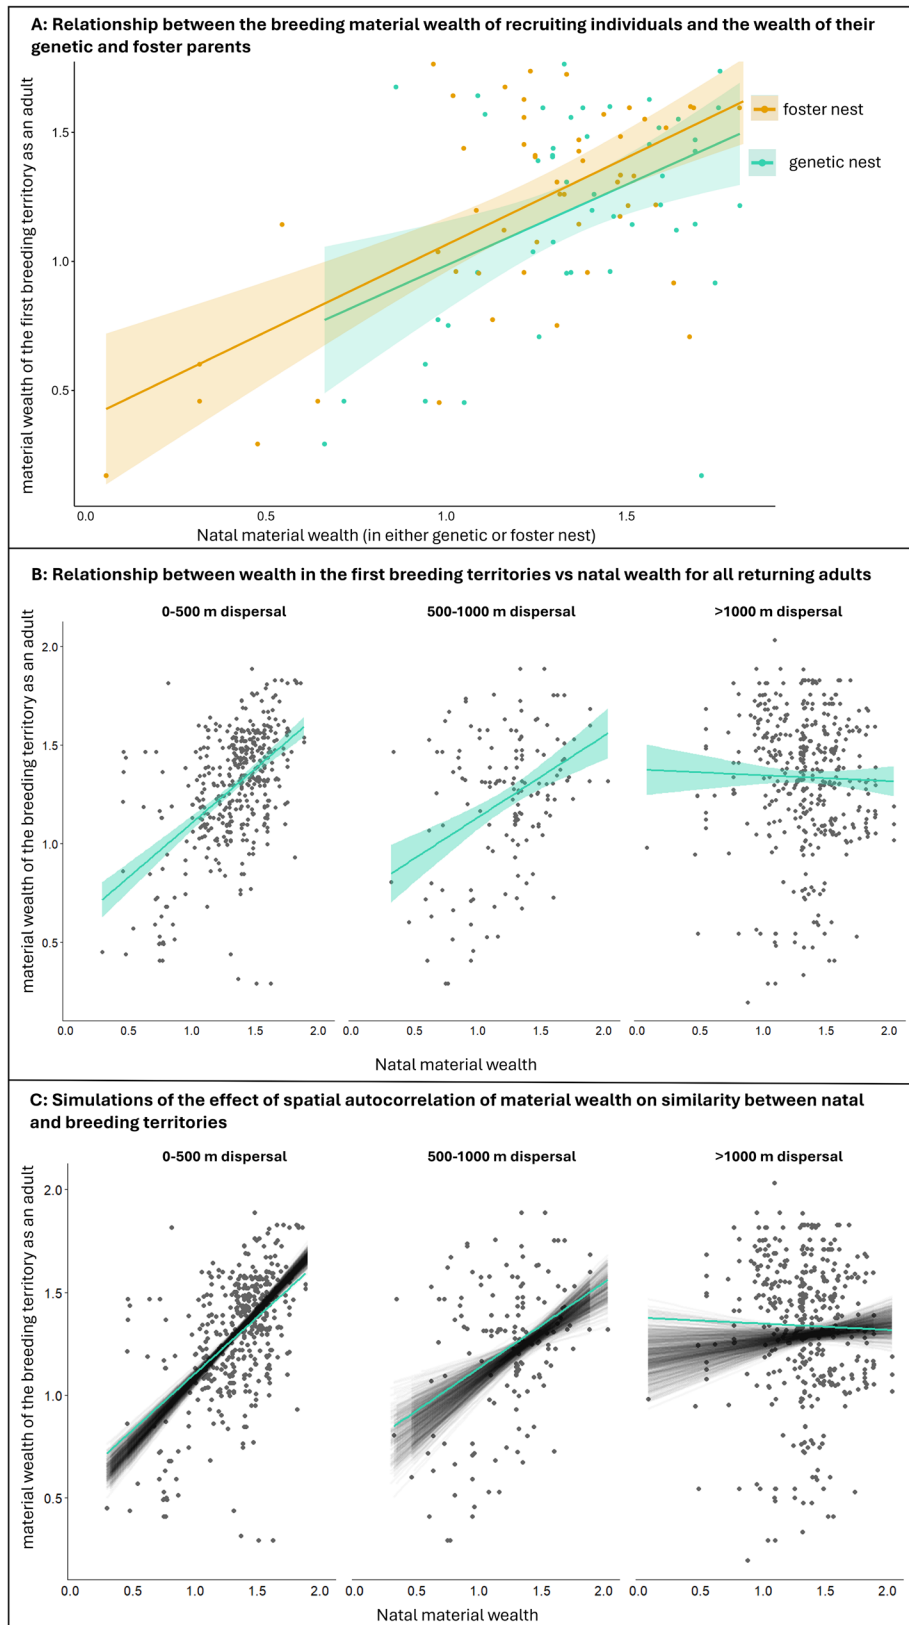 A: Relationship between the breeding material wealth of recruiting individuals and the wealth of their
genetic and foster parents
material wealth of the first breeding territory as an adult
1.5
1.0
0.5
foster nest
genetic nest
0.0 0.5 1.0 1.5
Natal material wealth (in either genetic or foster nest)
B: Relationship between wealth in the first breeding territories vs natal wealth for all returning adults
0-500 m dispersal 500-1000 m dispersal >1000 m dispersal
material wealth of the breeding territory as an adult
2.0
1.5
1.0
0.5
0.0 0.5 1.0 1.5 2.0 0.0 0.5 1.0 1.5 2.0 0.0 0.5 1.0 1.5 2.0
Natal material wealth
C: Simulations of the effect of spatial autocorrelation of material wealth on similarity between natal
and breeding territories
0-500 m dispersal 500-1000 m dispersal >1000 m dispersal
material wealth of the breeding territory as an adult
2.0
1.5
1.0
0.5
0.0 0.5 1.0 1.5 2.0 0.0 0.5 1.0 1.5 2.0 0.0 0.5 1.0 1.5 2.0
Natal material wealth